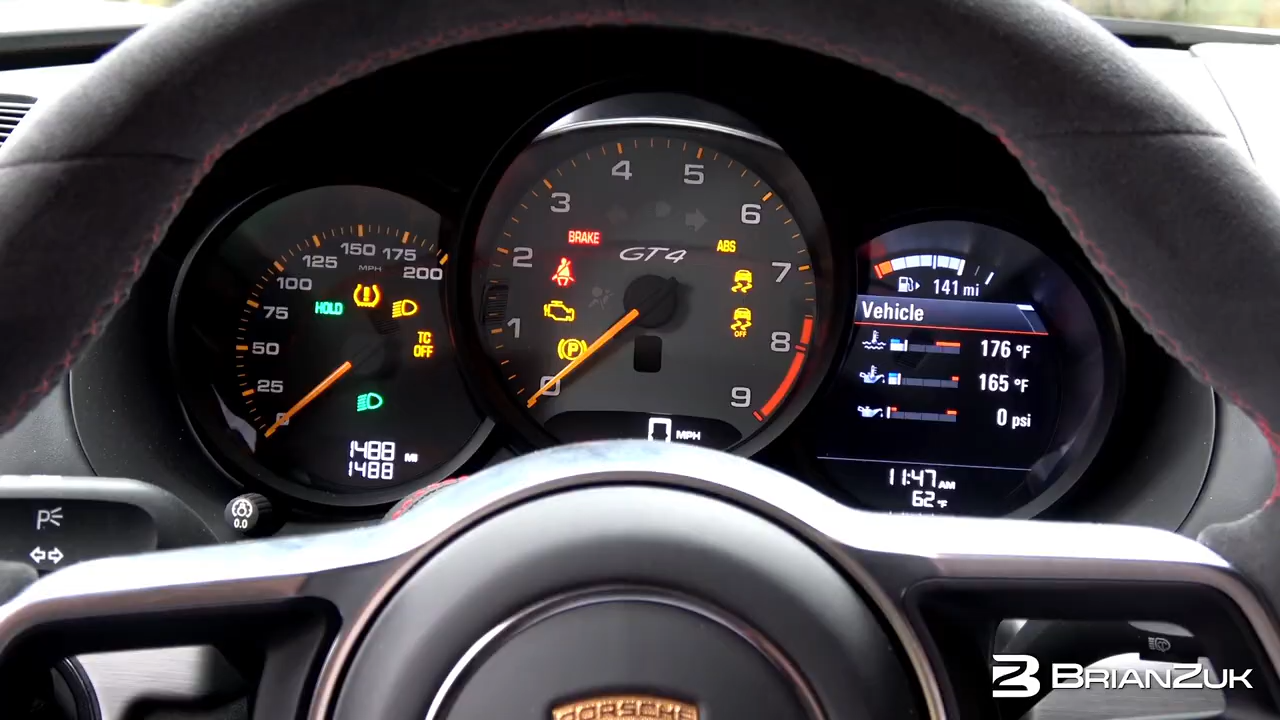 4
5
3
6
BRAKE
GT4
ABS
2
7
1
8
OFF
0
9
0 MPH
150
175
125
MPH
200
100
HOLD
75
TC
OFF
50
25
0
1488 MI
1488
141 mi
Vehicle
176 °F
165 °F
0 psi
11:47 AM
62 °F
0.0
P
PORSCHE
BRIANZUK